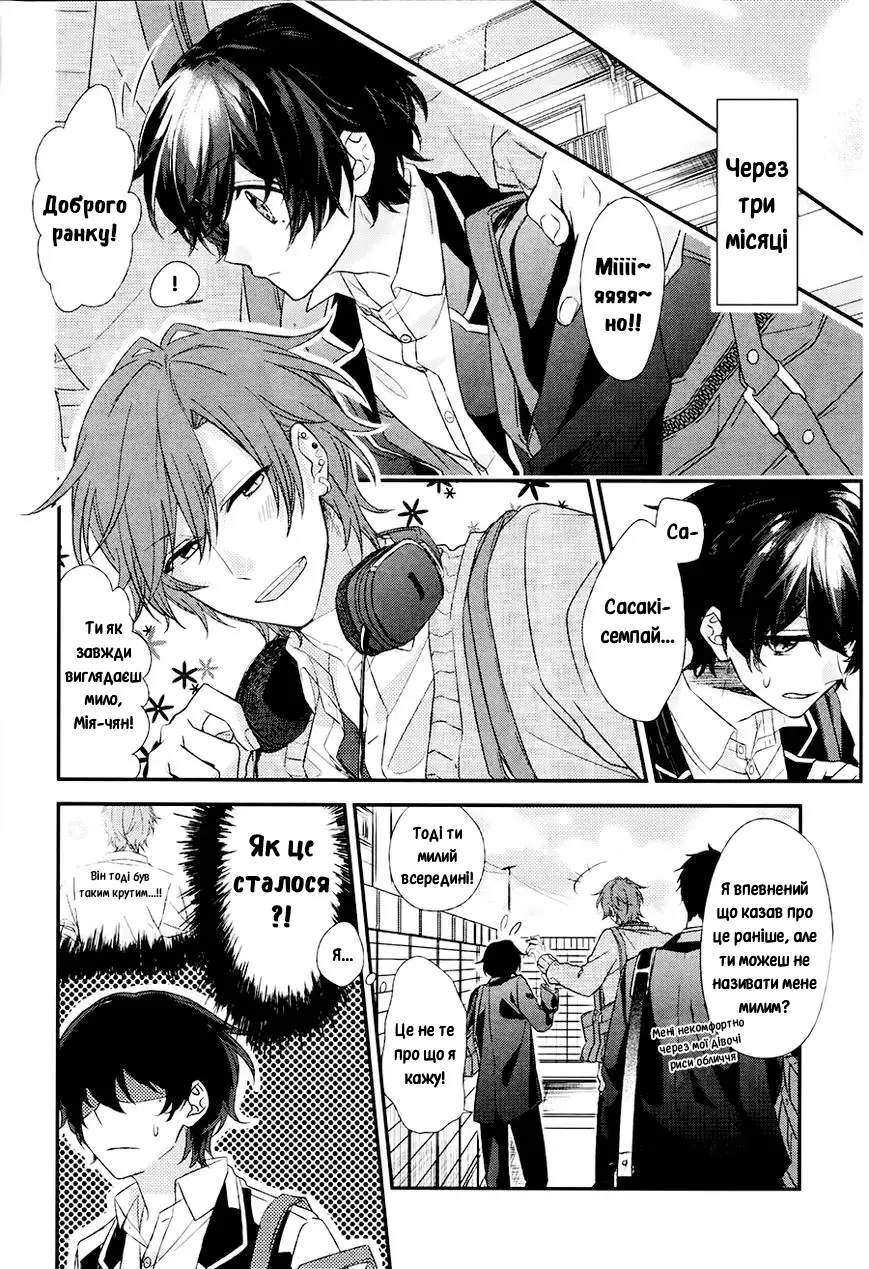 Через
три
місяці
Міііі~
яяяя~
но!!
Доброго
ранку!
!
Са-
Сасакі-
семпай...
Ти як
завжди
виглядаєш
мило,
Мія-чян!
Я впевнений
що казав про
це раніше, але
ти можеш не
називати мене
милим?
Мені некомфортно
через мої дівочі
риси обличчя
Тоді ти
милий
всередині!
Це не те
про що я
кажу!
Я...
Як це
сталося
?!
Він тоді був
таким крутим...!!